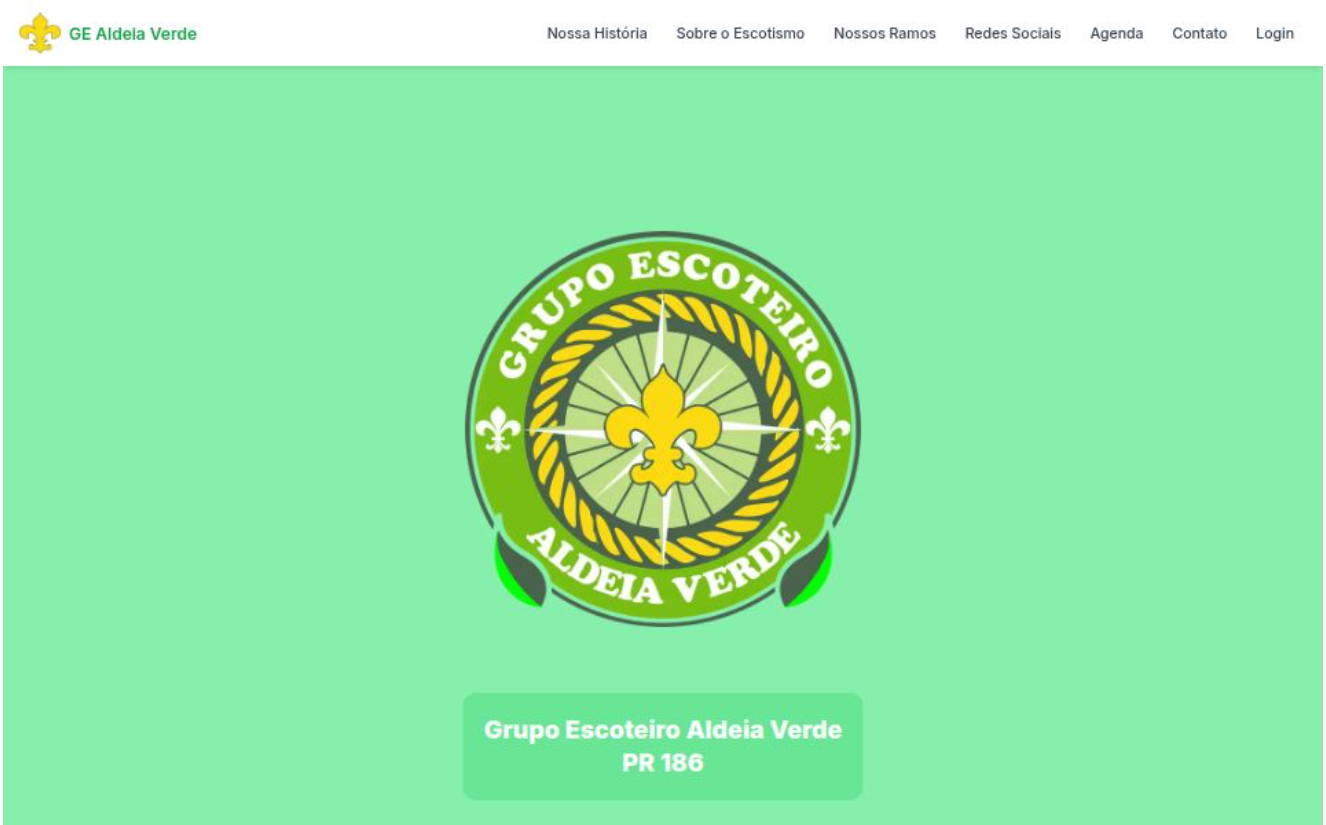 GE Aldeia Verde
Nossa História Sobre o Escotismo Nossos Ramos Redes Sociais Agenda Contato Login
GRUPO ESCOTEIRO
ALDEIA VERDE
Grupo Escoteiro Aldeia Verde
PR 186